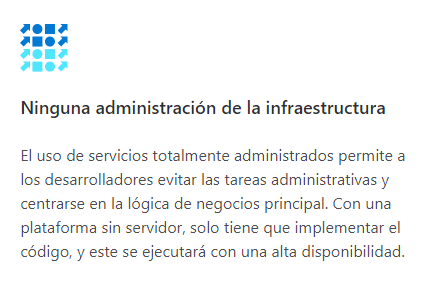 Ninguna administración de la infraestructura
El uso de servicios totalmente administrados permite a
los desarrolladores evitar las tareas administrativas y
centrarse en la lógica de negocios principal. Con una
plataforma sin servidor, solo tiene que implementar el
código, y este se ejecutará con una alta disponibilidad.